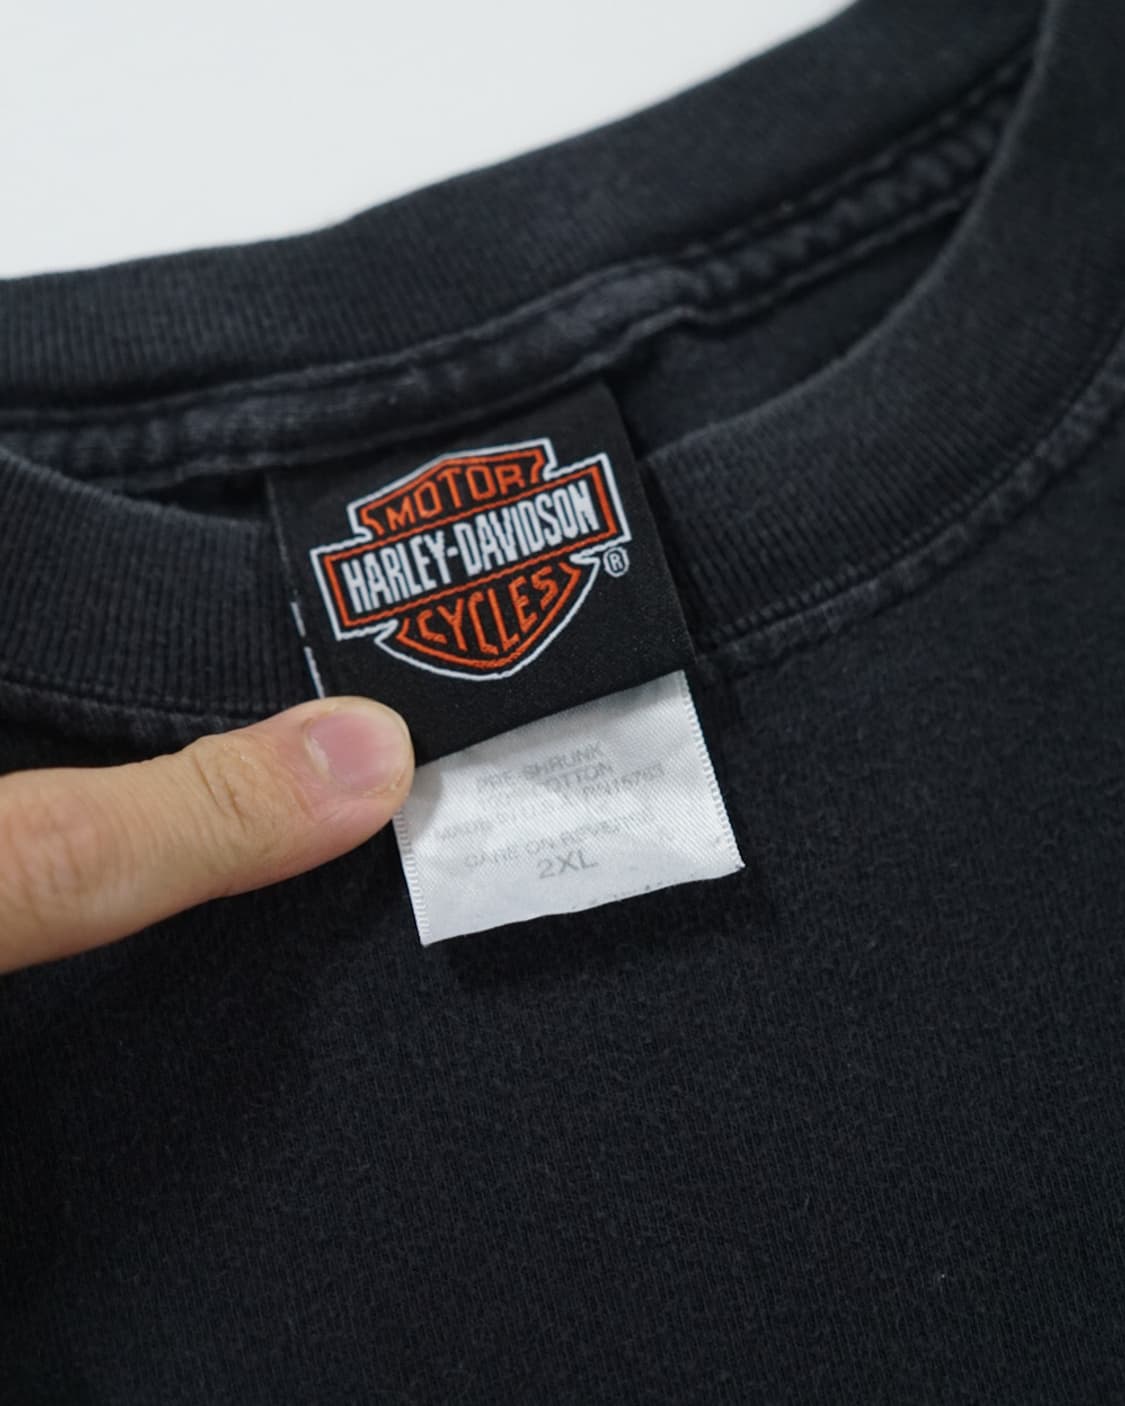 MOTOR
HARLEY-DAVIDSON
CYCLES
®
PRE SHRUNK
100% COTTON
MADE IN U.S.A.
CARE ON REVERSE
2XL